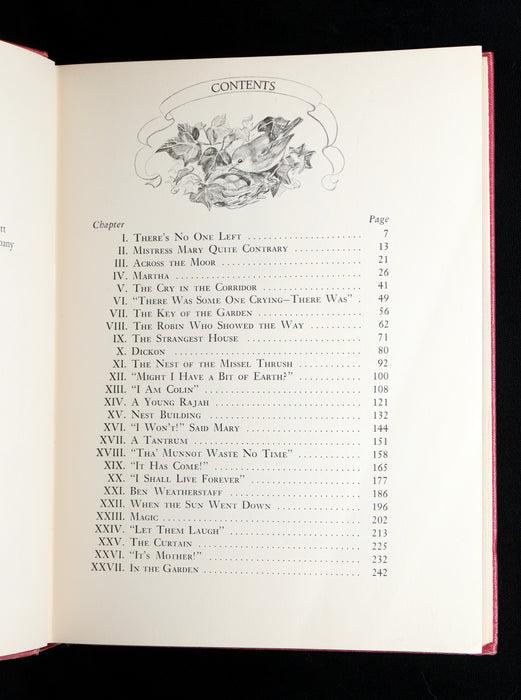 CONTENTS
tt
pany
Chapter Page
I. There's No One Left 7
II. Mistress Mary Quite Contrary 13
III. Across the Moor 21
IV. Martha 26
V. The Cry in the Corridor 41
VI. "There Was Some One Crying—There Was" 49
VII. The Key of the Garden 56
VIII. The Robin Who Showed the Way 62
IX. The Strangest House 71
X. Dickon 80
XI. The Nest of the Missel Thrush 92
XII. "Might I Have a Bit of Earth?" 100
XIII. "I Am Colin" 108
XIV. A Young Rajah 121
XV. Nest Building 132
XVI. "I Won't!" Said Mary 144
XVII. A Tantrum 151
XVIII. "Tha' Munnot Waste No Time" 158
XIX. "It Has Come!" 165
XX. "I Shall Live Forever" 177
XXI. Ben Weatherstaff 186
XXII. When the Sun Went Down 196
XXIII. Magic 202
XXIV. "Let Them Laugh" 213
XXV. The Curtain 225
XXVI. "It's Mother!" 232
XXVII. In the Garden 242